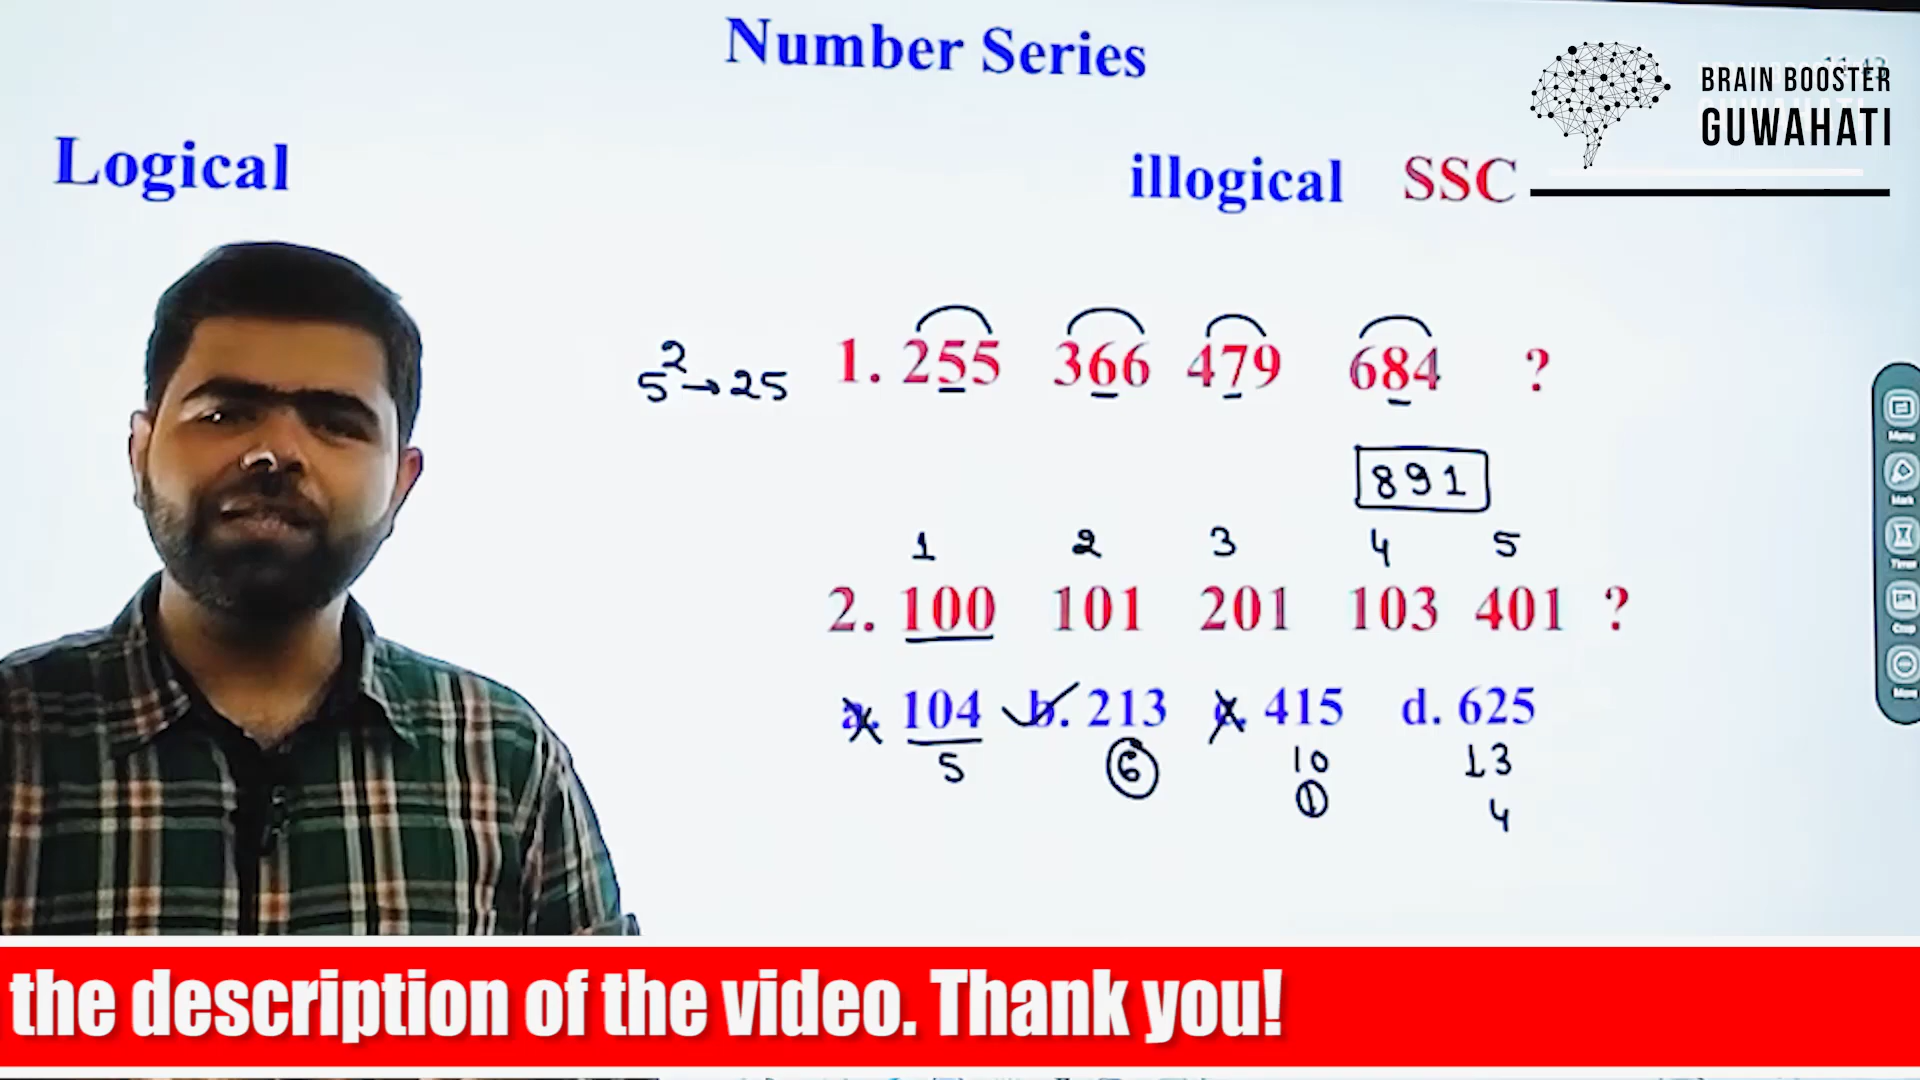 Number Series
BRAIN BOOSTER
GUWAHATI
Logical
illogical SSC
5² → 25
1. 255 366 479 684 ?
891
1 2 3 4 5
2. 100 101 201 103 401 ?
a. 104 b. 213 c. 415 d. 625
5 6 10 13
1 4
the description of the video. Thank you!